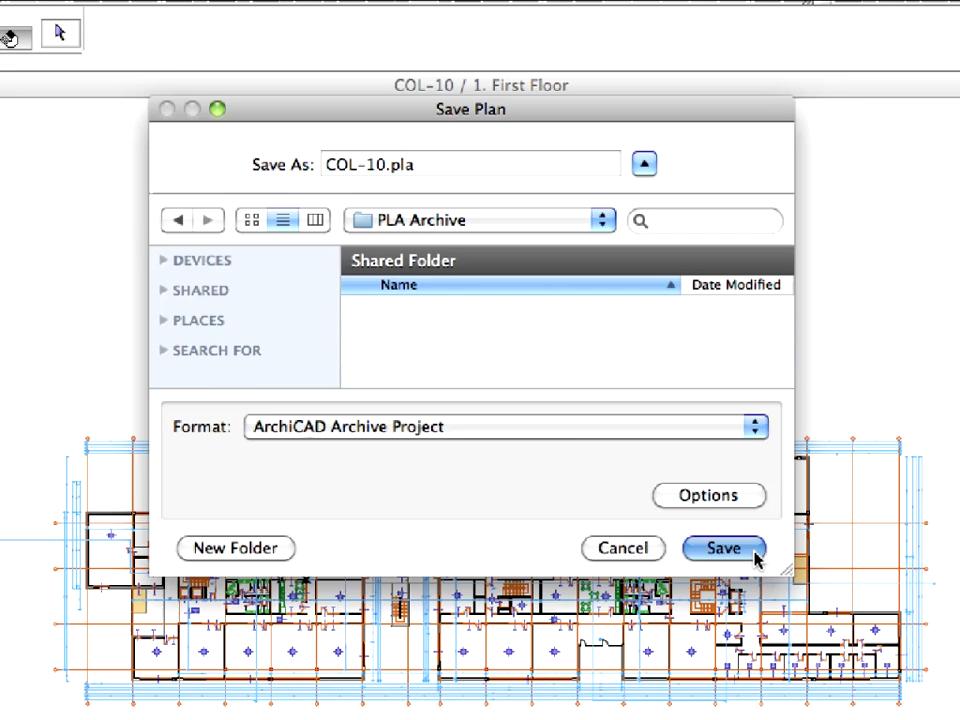 COL-10 / 1. First Floor
Save Plan
Save As: COL-10.pla
PLA Archive
DEVICES
SHARED
PLACES
SEARCH FOR
Shared Folder
Name Date Modified
Format: ArchiCAD Archive Project
Options
New Folder Cancel Save